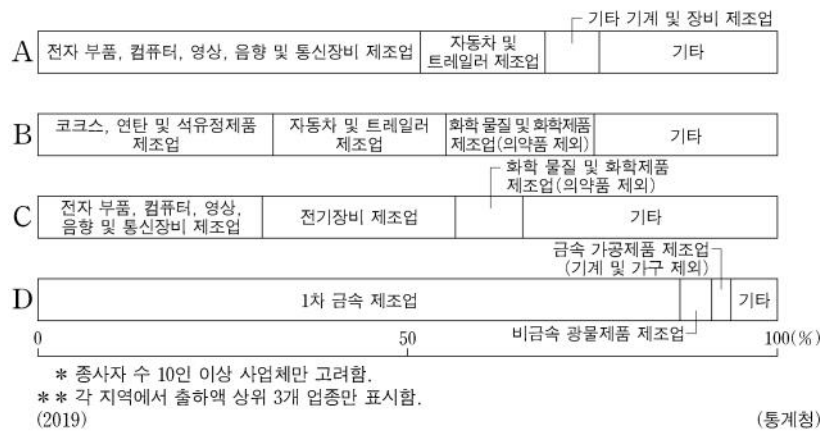 기타 기계 및 장비 제조업
A
전자 부품, 컴퓨터, 영상, 음향 및 통신장비 제조업
자동차 및
트레일러 제조업
기타
B
코크스, 연탄 및 석유정제품
제조업
자동차 및 트레일러
제조업
화학 물질 및 화학제품
제조업(의약품 제외)
기타
화학 물질 및 화학제품
제조업(의약품 제외)
C
전자 부품, 컴퓨터, 영상,
음향 및 통신장비 제조업
전기장비 제조업
기타
금속 가공제품 제조업
(기계 및 가구 제외)
D
1차 금속 제조업
기타
비금속 광물제품 제조업
0
50
100(%)
* 종사자 수 10인 이상 사업체만 고려함.
** 각 지역에서 출하액 상위 3개 업종만 표시함.
(2019)
(통계청)